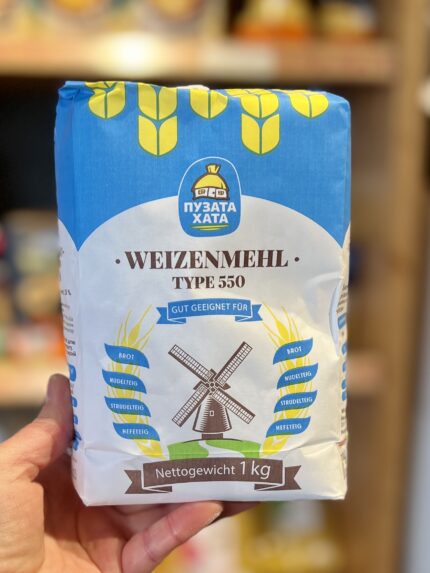 ПУЗАТА
ХАТА
· WEIZENMEHL ·
TYPE 550
GUT GEEIGNET FÜR
BROT
NUDELTEIG
STRUDELTEIG
HEFETEIG
BROT
NUDELTEIG
STRUDELTEIG
HEFETEIG
Nettogewicht 1 kg